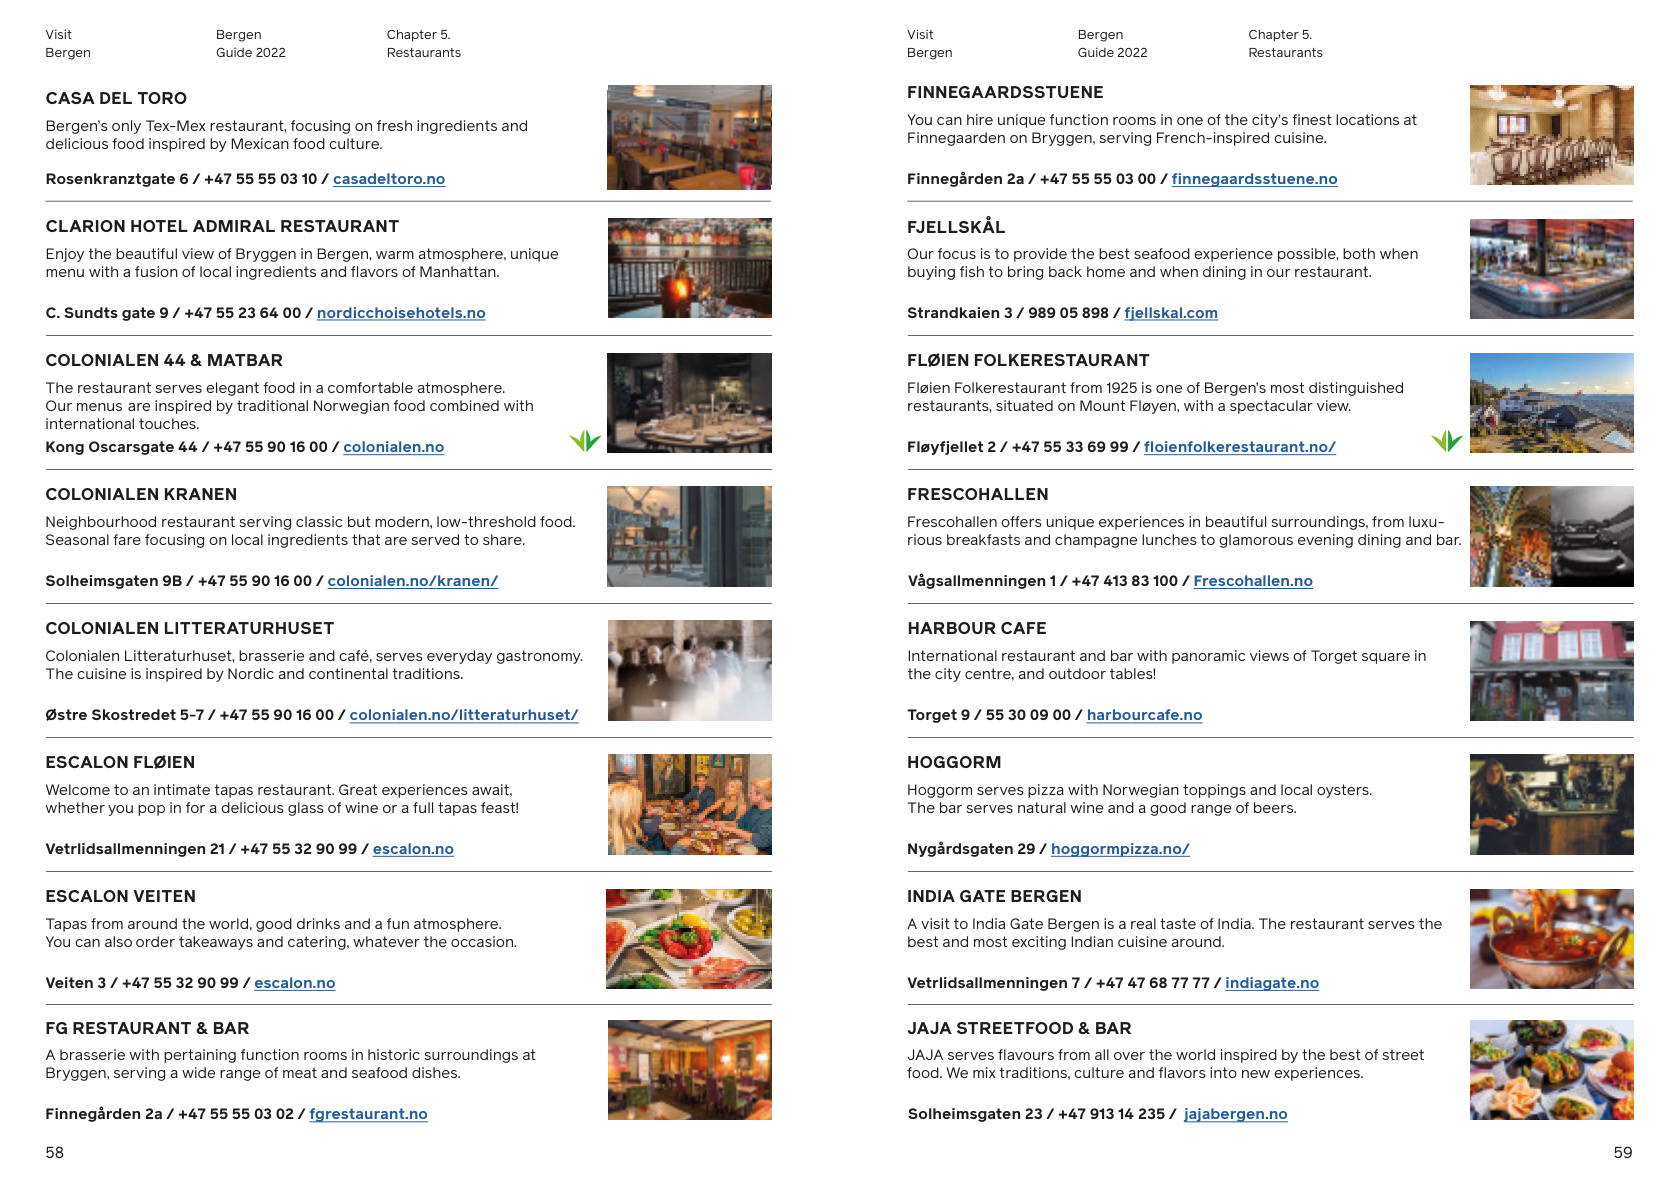 Visit
Bergen
Bergen
Guide 2022
Chapter 5.
Restaurants
CASA DEL TORO
Bergen's only Tex-Mex restaurant, focusing on fresh ingredients and
delicious food inspired by Mexican food culture.
Rosenkranztgate 6 / +47 55 55 03 10 / casadeltoro.no
CLARION HOTEL ADMIRAL RESTAURANT
Enjoy the beautiful view of Bryggen in Bergen, warm atmosphere, unique
menu with a fusion of local ingredients and flavors of Manhattan.
C. Sundts gate 9 / +47 55 23 64 00 / nordicchoisehotels.no
COLONIALEN 44 & MATBAR
The restaurant serves elegant food in a comfortable atmosphere.
Our menus are inspired by traditional Norwegian food combined with
international touches.
Kong Oscarsgate 44 / +47 55 90 16 00 / colonialen.no
COLONIALEN KRANEN
Neighbourhood restaurant serving classic but modern, low-threshold food.
Seasonal fare focusing on local ingredients that are served to share.
Solheimsgaten 9B / +47 55 90 16 00 / colonialen.no/kranen/
COLONIALEN LITTERATURHUSET
Colonialen Litteraturhuset, brasserie and café, serves everyday gastronomy.
The cuisine is inspired by Nordic and continental traditions.
Østre Skostredet 5-7 / +47 55 90 16 00 / colonialen.no/litteraturhuset/
ESCALON FLØIEN
Welcome to an intimate tapas restaurant. Great experiences await,
whether you pop in for a delicious glass of wine or a full tapas feast!
Vetrlidsallmenningen 21 / +47 55 32 90 99 / escalon.no
ESCALON VEITEN
Tapas from around the world, good drinks and a fun atmosphere.
You can also order takeaways and catering, whatever the occasion.
Veiten 3 / +47 55 32 90 99 / escalon.no
FG RESTAURANT & BAR
A brasserie with pertaining function rooms in historic surroundings at
Bryggen, serving a wide range of meat and seafood dishes.
Finnegården 2a / +47 55 55 03 02 / fgrestaurant.no
58
Visit
Bergen
Bergen
Guide 2022
Chapter 5.
Restaurants
FINNEGAARDSSTUENE
You can hire unique function rooms in one of the city's finest locations at
Finnegaarden on Bryggen, serving French-inspired cuisine.
Finnegården 2a / +47 55 55 03 00 / finnegaardsstuene.no
FJELLSKÅL
Our focus is to provide the best seafood experience possible, both when
buying fish to bring back home and when dining in our restaurant.
Strandkaien 3 / 989 05 898 / fjellskal.com
FLØIEN FOLKERESTAURANT
Fløien Folkerestaurant from 1925 is one of Bergen's most distinguished
restaurants, situated on Mount Fløyen, with a spectacular view.
Fløyfjellet 2 / +47 55 33 69 99 / floienfolkerestaurant.no/
FRESCOHALLEN
Frescohallen offers unique experiences in beautiful surroundings, from luxu-
rious breakfasts and champagne lunches to glamorous evening dining and bar.
Vågsallmenningen 1 / +47 413 83 100 / Frescohallen.no
HARBOUR CAFE
International restaurant and bar with panoramic views of Torget square in
the city centre, and outdoor tables!
Torget 9 / 55 30 09 00 / harbourcafe.no
HOGGORM
Hoggorm serves pizza with Norwegian toppings and local oysters.
The bar serves natural wine and a good range of beers.
Nygårdsgaten 29 / hoggormpizza.no/
INDIA GATE BERGEN
A visit to India Gate Bergen is a real taste of India. The restaurant serves the
best and most exciting Indian cuisine around.
Vetrlidsallmenningen 7 / +47 47 68 77 77 / indiagate.no
JAJA STREETFOOD & BAR
JAJA serves flavours from all over the world inspired by the best of street
food. We mix traditions, culture and flavors into new experiences.
Solheimsgaten 23 / +47 913 14 235 / jajabergen.no
59